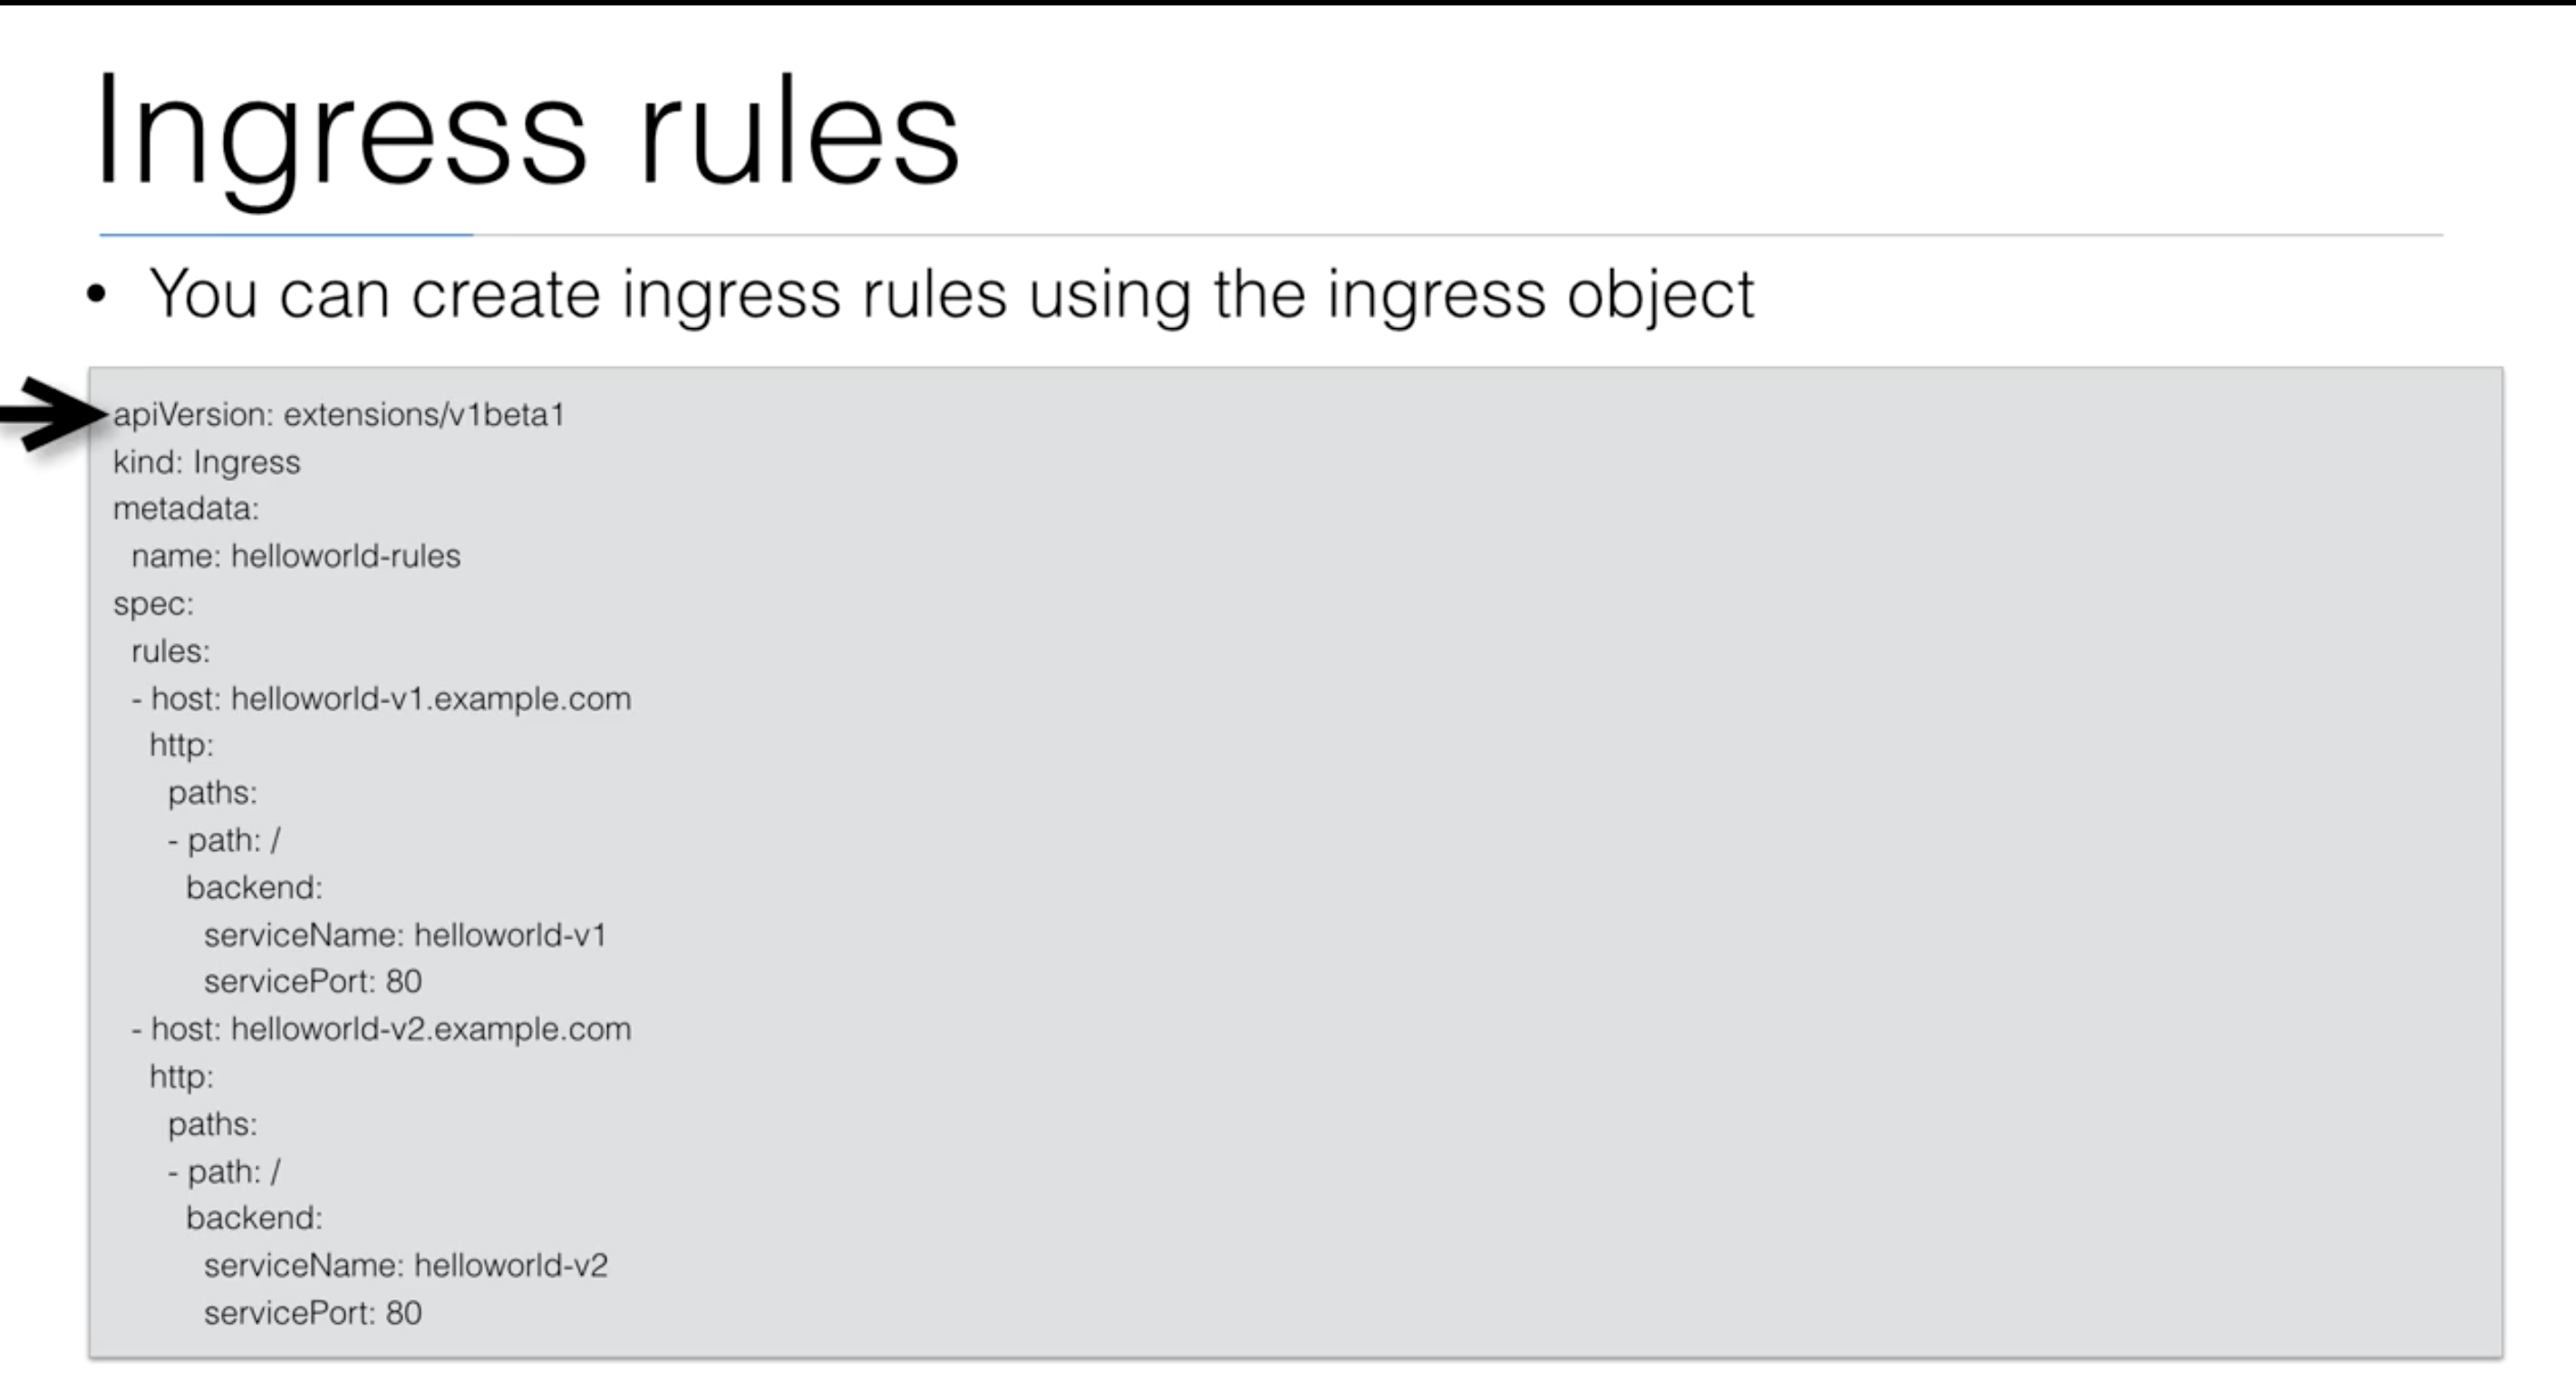 Ingress rules
• You can create ingress rules using the ingress object
apiVersion: extensions/v1beta1
kind: Ingress
metadata:
  name: helloworld-rules
spec:
  rules:
  - host: helloworld-v1.example.com
    http:
      paths:
      - path: /
        backend:
          serviceName: helloworld-v1
          servicePort: 80
  - host: helloworld-v2.example.com
    http:
      paths:
      - path: /
        backend:
          serviceName: helloworld-v2
          servicePort: 80